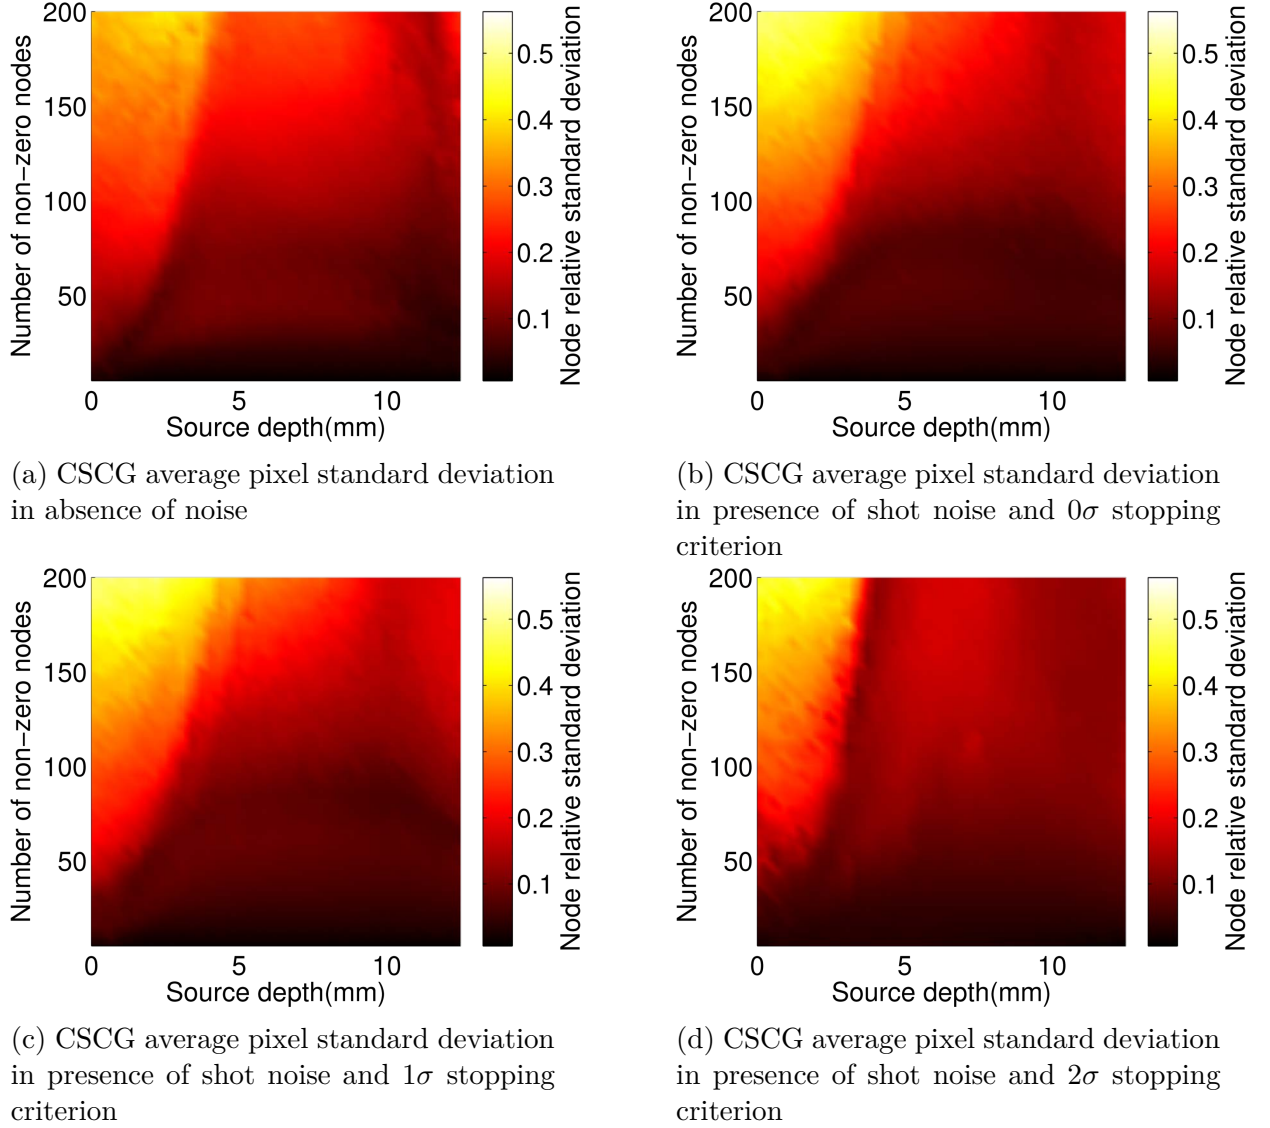 200
150
100
50
0
5
10
Number of non−zero nodes
Source depth(mm)
0.5
0.4
0.3
0.2
0.1
Node relative standard deviation
(a) CSCG average pixel standard deviation
in absence of noise
200
150
100
50
0
5
10
Number of non−zero nodes
Source depth(mm)
0.5
0.4
0.3
0.2
0.1
Node relative standard deviation
(b) CSCG average pixel standard deviation
in presence of shot noise and 0σ stopping
criterion
200
150
100
50
0
5
10
Number of non−zero nodes
Source depth(mm)
0.5
0.4
0.3
0.2
0.1
Node relative standard deviation
(c) CSCG average pixel standard deviation
in presence of shot noise and 1σ stopping
criterion
200
150
100
50
0
5
10
Number of non−zero nodes
Source depth(mm)
0.5
0.4
0.3
0.2
0.1
Node relative standard deviation
(d) CSCG average pixel standard deviation
in presence of shot noise and 2σ stopping
criterion